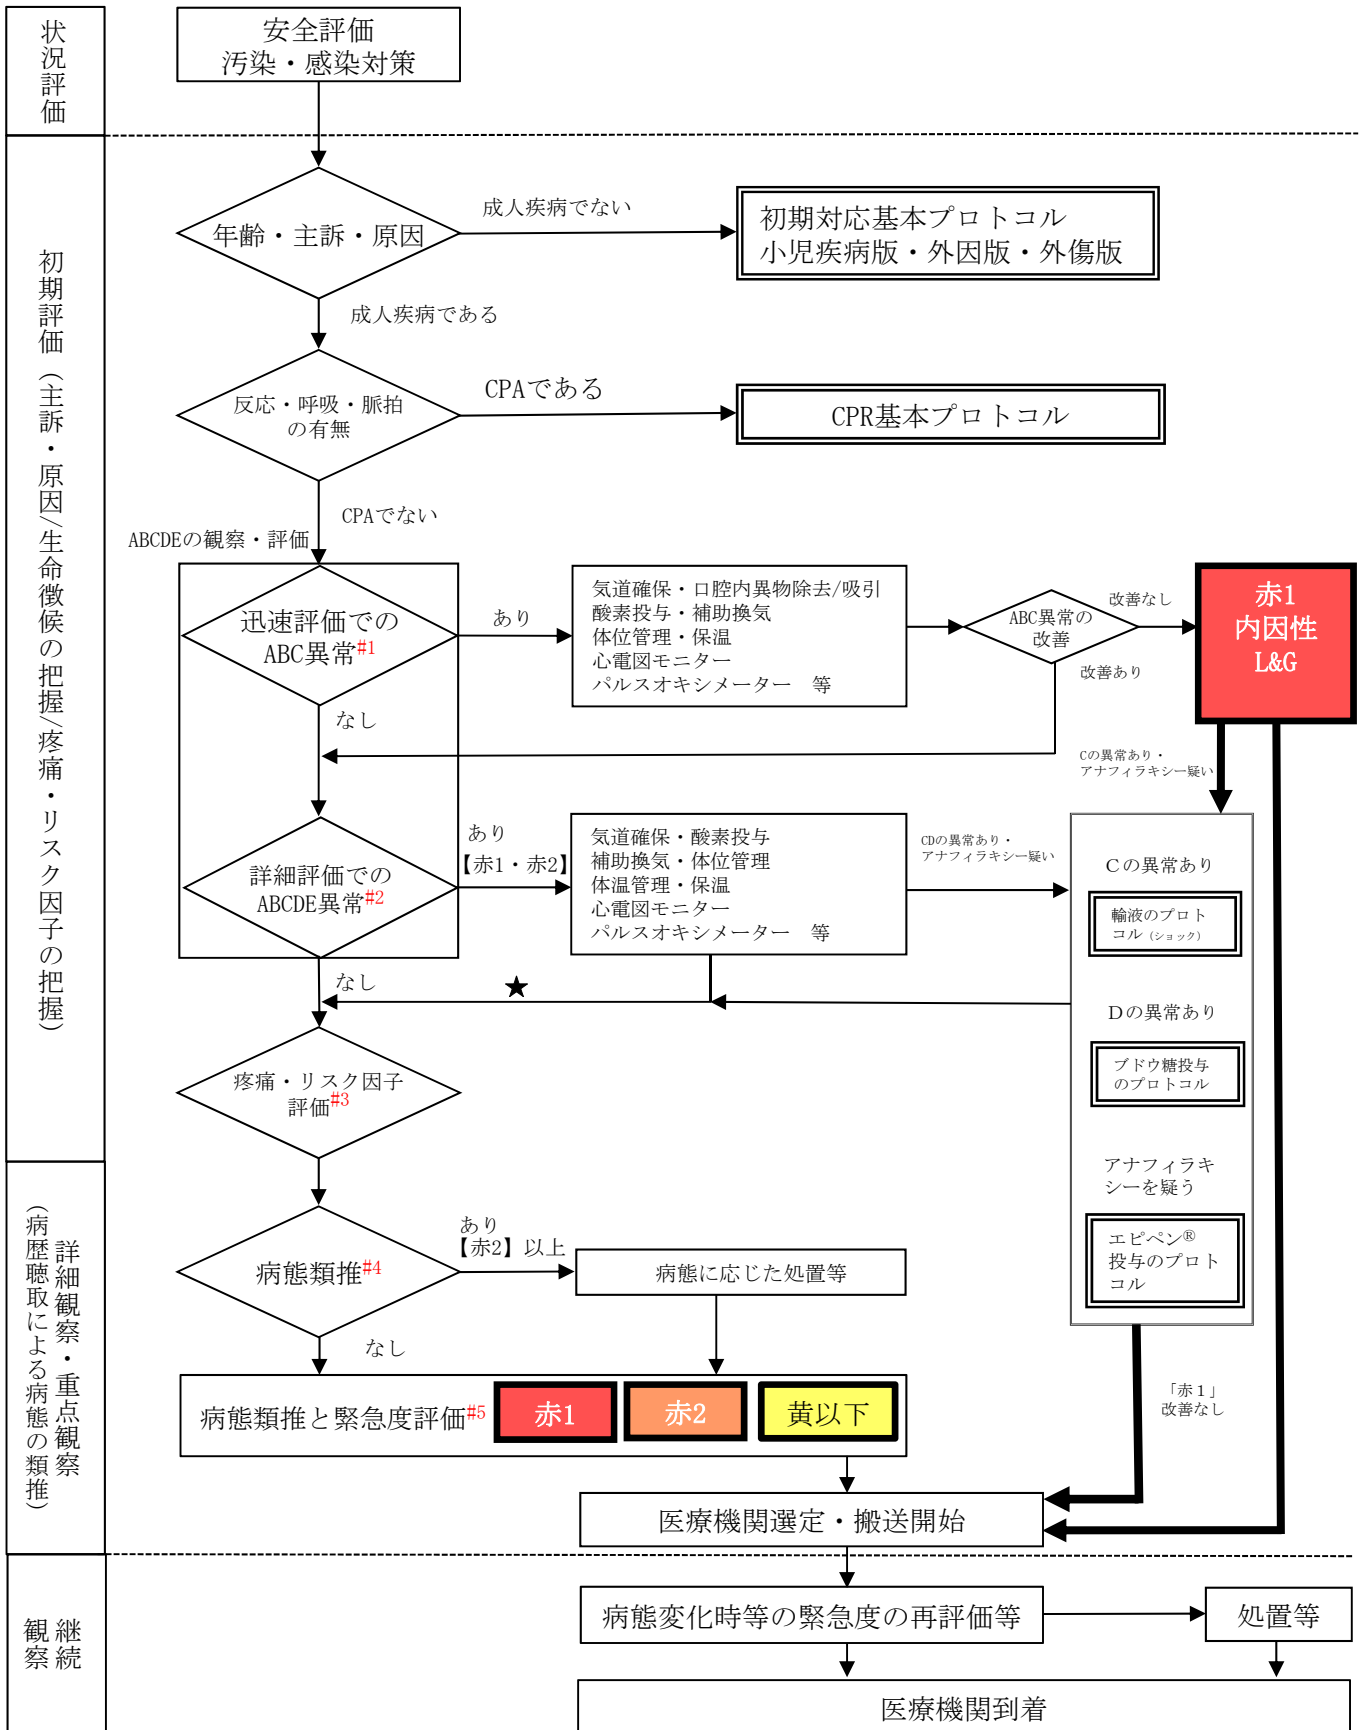 状況評価
安全評価
汚染・感染対策
初期評価（主訴・原因/生命徴候の把握/疼痛・リスク因子の把握）
年齢・主訴・原因
成人疾病でない
初期対応基本プロトコル
小児疾病版・外因版・外傷版
成人疾病である
反応・呼吸・脈拍
の有無
CPAである
CPR基本プロトコル
CPAでない
ABCDEの観察・評価
迅速評価での
ABC異常#1
あり
気道確保・口腔内異物除去/吸引
酸素投与・補助換気
体位管理・保温
心電図モニター
パルスオキシメーター　等
ABC異常の
改善
改善なし
改善あり
赤1
内因性
L&G
なし
Cの異常あり・
アナフィラキシー疑い
詳細評価での
ABCDE異常#2
あり
【赤1・赤2】
気道確保・酸素投与
補助換気・体位管理
体温管理・保温
心電図モニター
パルスオキシメーター　等
CDの異常あり・
アナフィラキシー疑い
Ｃの異常あり
輸液のプロト
コル（ショック）
なし
★
Ｄの異常あり
ブドウ糖投与
のプロトコル
疼痛・リスク因子
評価#3
アナフィラキ
シーを疑う
エピペン®
投与のプロト
コル
詳細観察・重点観察
（病歴聴取による病態の類推）
病態類推#4
あり
【赤2】以上
病態に応じた処置等
なし
病態類推と緊急度評価#5
赤1
赤2
黄以下
「赤１」
改善なし
医療機関選定・搬送開始
継続
観察
病態変化時等の緊急度の再評価等
処置等
医療機関到着